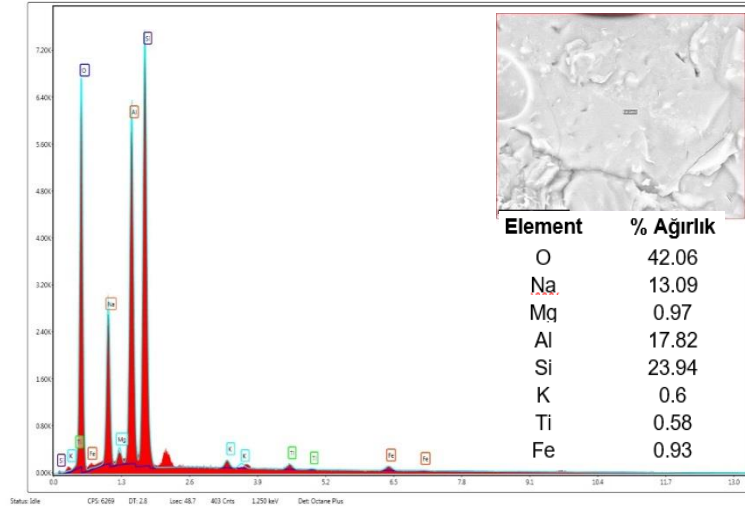 7.20K
6.40K
5.60K
4.80K
4.00K
3.20K
2.40K
1.60K
0.80K
0.00K
Si
O
Al
Na
Ti
Mg
Fe
K
S
K
K
Ti
Ti
Fe
Fe
0.0 1.3 2.6 3.9 5.2 6.5 7.8 9.1 10.4 11.7 13.0
Status: Idle CPS: 6269 DT: 2.8 Lsec: 48.7 403 Cnts 1.250 keV Det: Octane Plus
Element % Ağırlık
O 42.06
Na 13.09
Mg 0.97
Al 17.82
Si 23.94
K 0.6
Ti 0.58
Fe 0.93